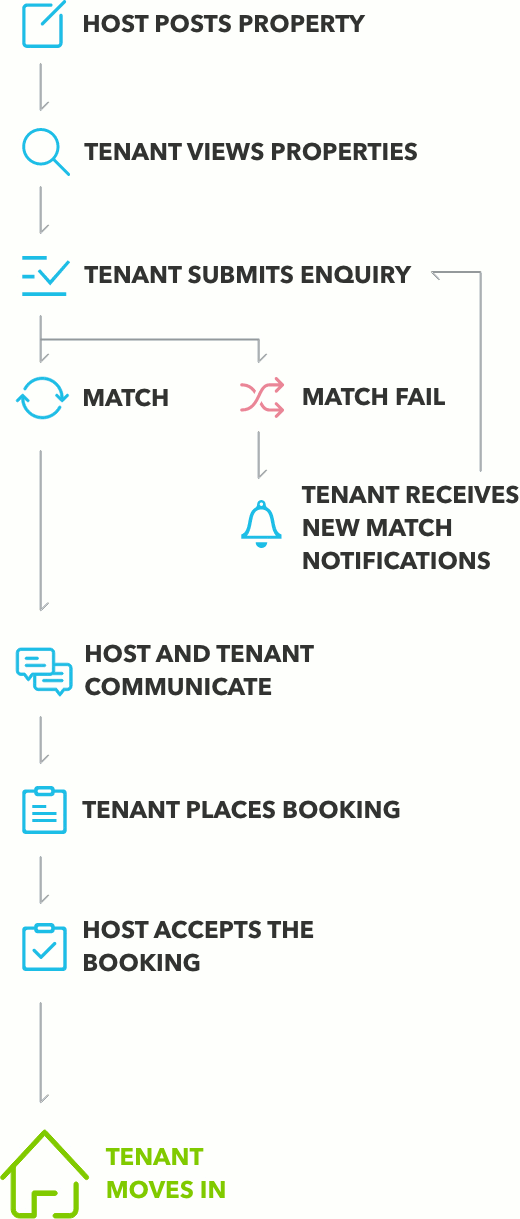 HOST POSTS PROPERTY
TENANT VIEWS PROPERTIES
TENANT SUBMITS ENQUIRY
MATCH
MATCH FAIL
TENANT RECEIVES
NEW MATCH
NOTIFICATIONS
HOST AND TENANT
COMMUNICATE
TENANT PLACES BOOKING
HOST ACCEPTS THE
BOOKING
TENANT
MOVES IN